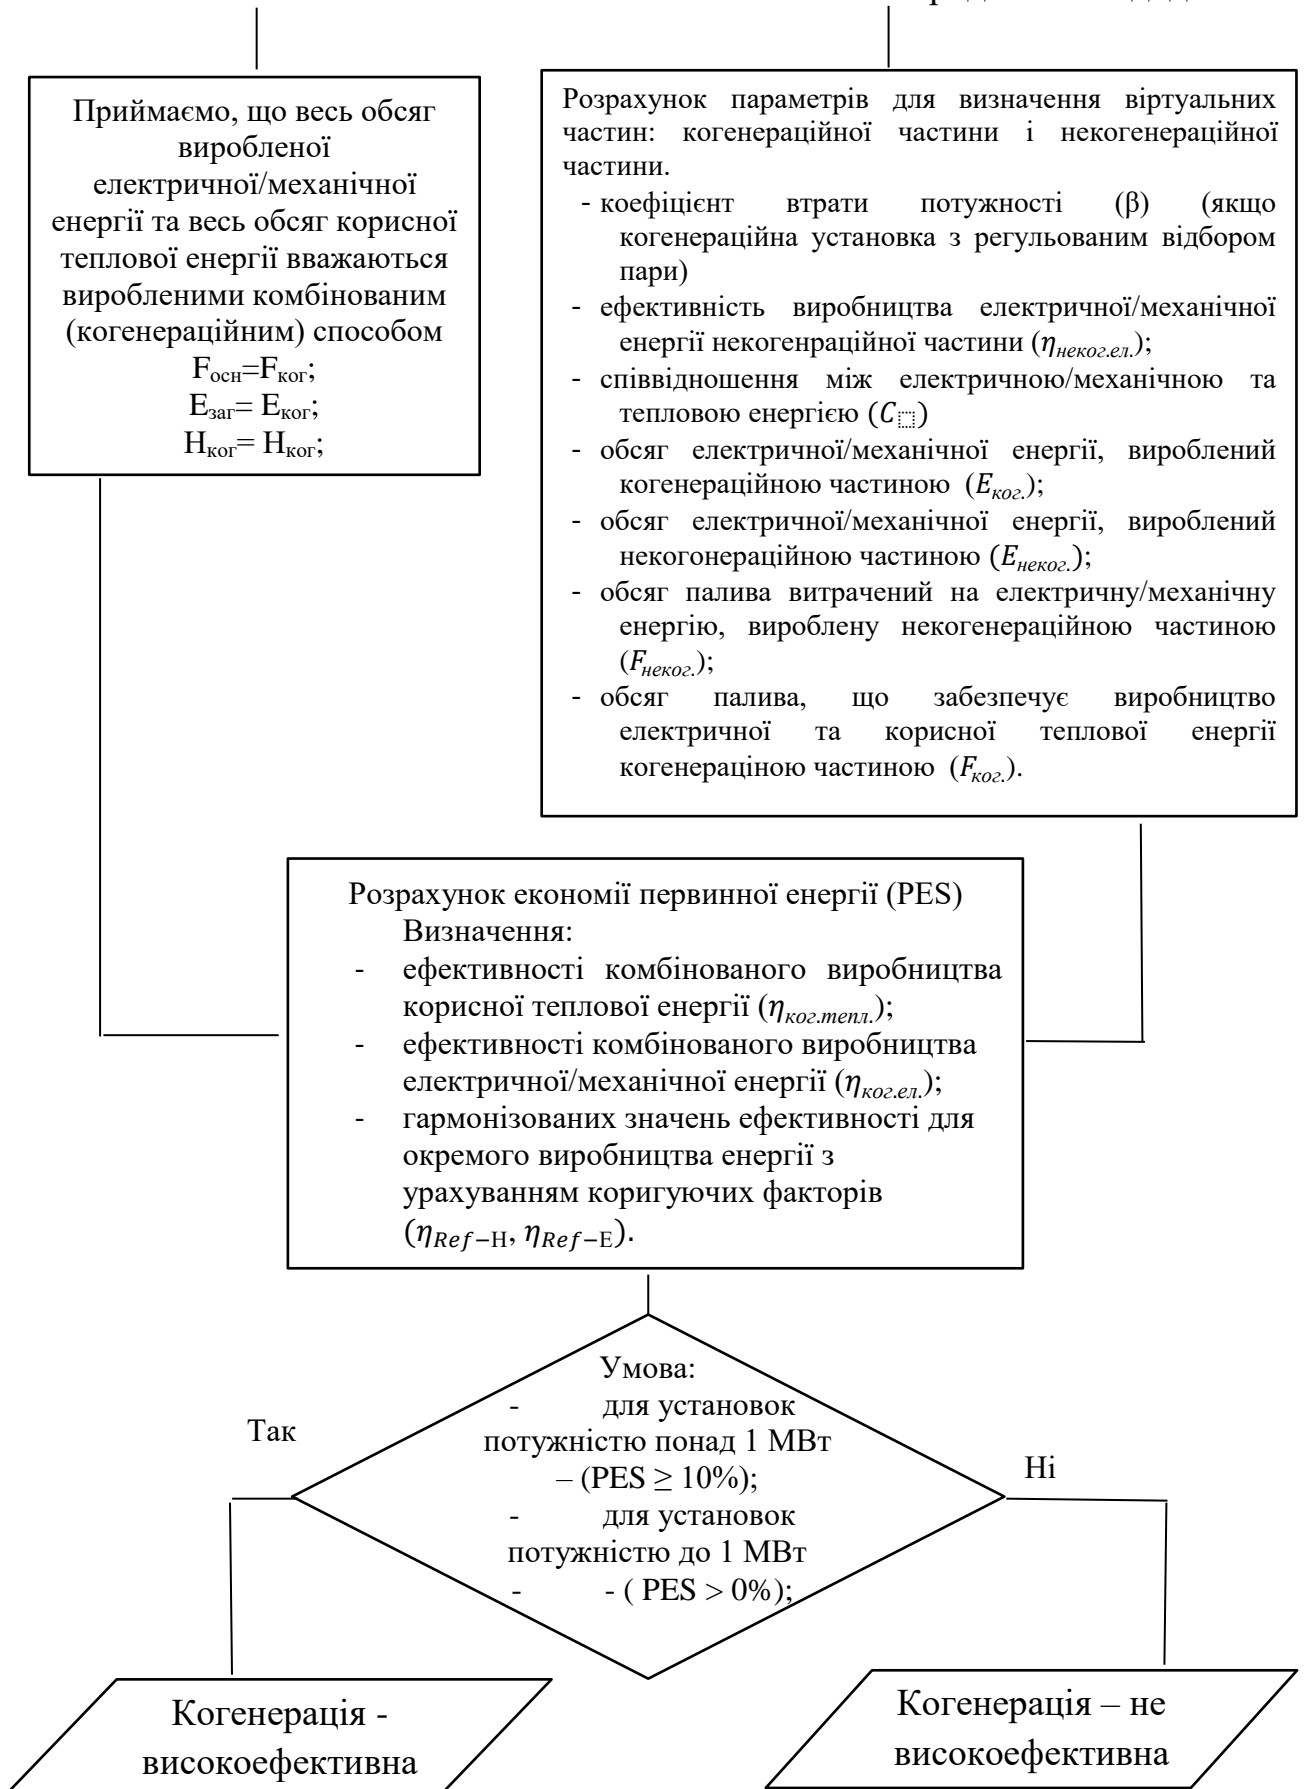 Приймаємо, що весь обсяг
виробленої
електричної/механічної
енергії та весь обсяг корисної
теплової енергії вважаються
виробленими комбінованим
(когенераційним) способом
Fосн=Fког;
Eзаг= Eког;
Hког= Hког;
Розрахунок параметрів для визначення віртуальних
частин: когенераційної частини і некогенераційної
частини.
- коефіцієнт втрати потужності (β) (якщо
когенераційна установка з регульованим відбором
пари)
- ефективність виробництва електричної/механічної
енергії некогенраційної частини (ηнеког.ел.);
- співвідношення між електричною/механічною та
тепловою енергією (C)
- обсяг електричної/механічної енергії, вироблений
когенераційною частиною (Eког.);
- обсяг електричної/механічної енергії, вироблений
некогонераційною частиною (Eнеког.);
- обсяг палива витрачений на електричну/механічну
енергію, вироблену некогенераційною частиною
(Fнеког.);
- обсяг палива, що забезпечує виробництво
електричної та корисної теплової енергії
когенераціною частиною (Fког.).
Розрахунок економії первинної енергії (PES)
Визначення:
- ефективності комбінованого виробництва
корисної теплової енергії (ηког.тепл.);
- ефективності комбінованого виробництва
електричної/механічної енергії (ηког.ел.);
- гармонізованих значень ефективності для
окремого виробництва енергії з
урахуванням коригуючих факторів
(ηRef−H, ηRef−E).
Умова:
- для установок
потужністю понад 1 МВт
– (PES ≥ 10%);
- для установок
потужністю до 1 МВт
- - ( PES > 0%);
Так
Ні
Когенерація -
високоефективна
Когенерація – не
високоефективна